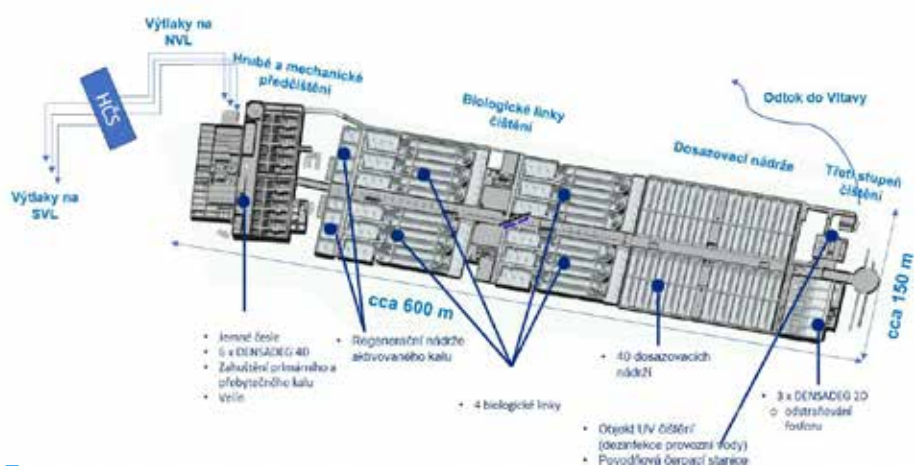 Výtlaky na
NVL
HČS
Výtlaky na
SVL
Hrubé a mechanické
předčištění
Biologické linky
čištění
Dosazovací nádrže
Odtok do Vltavy
Třetí stupeň
čištění
cca 600 m
cca 150 m
• Jemné česle
• 6 x DENSADEG 4D
• Zahuštění primárního a
přebytečného kalu
• Velín
• Regenerační nádrže
aktivovaného kalu
• 4 biologické linky
• 40 dosazovacích
nádrží
• Objekt UV čištění
(dezinfekce provozní vody)
• Povodňová čerpací stanice
• 3 x DENSADEG 2D
o odstraňování
fosforu